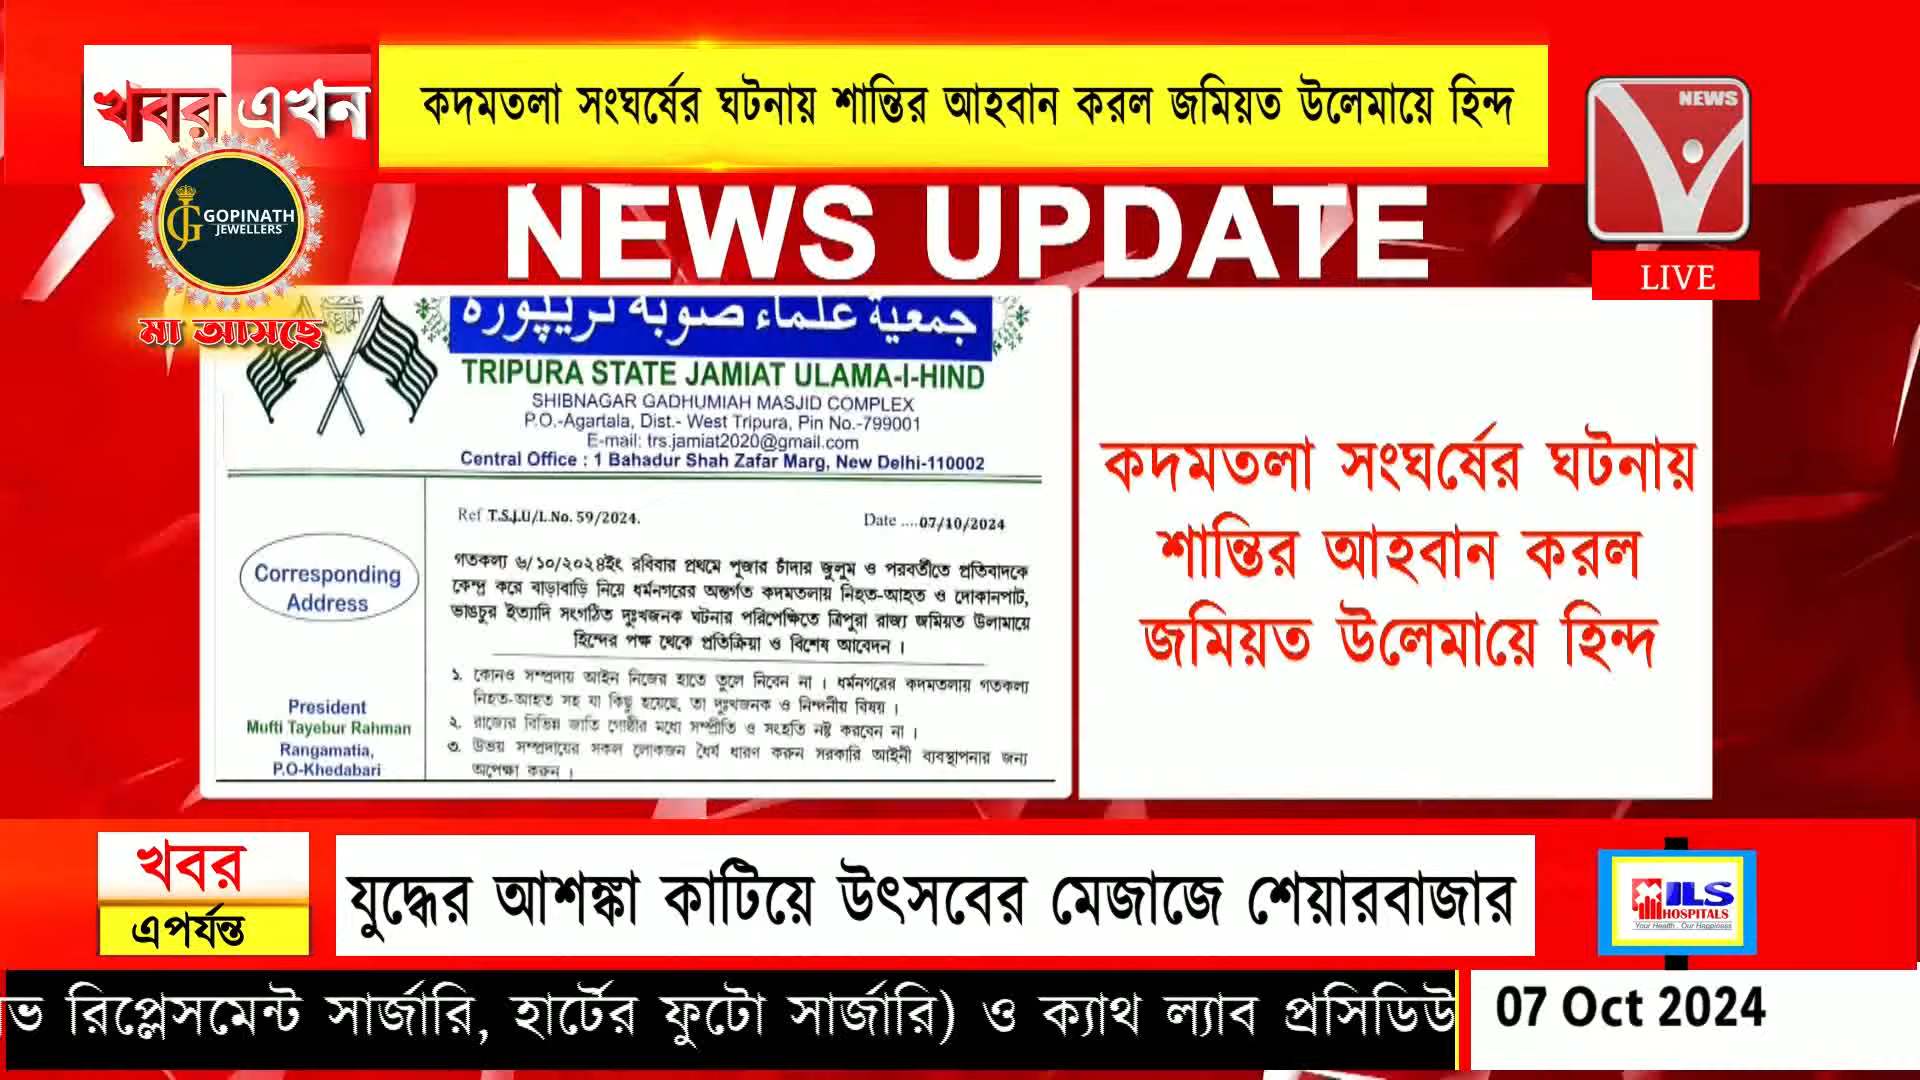 খবর এখন
কদমতলা সংঘর্ষের ঘটনায় শান্তির আহবান করল জমিয়ত উলেমায়ে হিন্দ
NEWS
LIVE
GOPINATH
JEWELLERS
মা আসছে
NEWS UPDATE
جمعية علماء صوبه تريپوره
TRIPURA STATE JAMIAT ULAMA-I-HIND
SHIBNAGAR GADHUMIAH MASJID COMPLEX
P.O.-Agartala, Dist.- West Tripura, Pin No.-799001
E-mail: trs.jamiat2020@gmail.com
Central Office : 1 Bahadur Shah Zafar Marg, New Delhi-110002
Ref T.S.J.U/L.No. 59/2024.
Date ....07/10/2024
Corresponding
Address
গতকল্য ৬/১০/২০২৪ইং রবিবার প্রথমে পূজার চাঁদার জুলুম ও পরবর্তীতে প্রতিবাদকে
কেন্দ্র করে বাড়াবাড়ি নিয়ে ধর্মনগরের অন্তর্গত কদমতলায় নিহত-আহত ও দোকানপাট,
ভাঙচুর ইত্যাদি সংগঠিত দুঃখজনক ঘটনার পরিপেক্ষিতে ত্রিপুরা রাজ্য জমিয়ত উলামায়ে
হিন্দের পক্ষ থেকে প্রতিক্রিয়া ও বিশেষ আবেদন ।
১. কোনও সম্প্রদায় আইন নিজের হাতে তুলে নিবেন না । ধর্মনগরের কদমতলায় গতকল্য
নিহত-আহত সহ যা কিছু হয়েছে, তা দুঃখজনক ও নিন্দনীয় বিষয় ।
২. রাজ্যের বিভিন্ন জাতি গোষ্ঠীর মধ্যে সম্প্রীতি ও সংহতি নষ্ট করবেন না ।
৩. উভয় সম্প্রদায়ের সকল লোকজন ধৈর্য ধারণ করুন সরকারি আইনী ব্যবস্থাপনার জন্য
অপেক্ষা করুন ।
President
Mufti Tayebur Rahman
Rangamatia,
P.O-Khedabari
কদমতলা সংঘর্ষের ঘটনায়
শান্তির আহবান করল
জমিয়ত উলেমায়ে হিন্দ
খবর
এপর্যন্ত
যুদ্ধের আশঙ্কা কাটিয়ে উৎসবের মেজাজে শেয়ারবাজার
ILS
HOSPITALS
Your Health . Our Happiness
ভ রিপ্লেসমেন্ট সার্জারি, হার্টের ফুটো সার্জারি) ও ক্যাথ ল্যাব প্রসিডিউ
07 Oct 2024